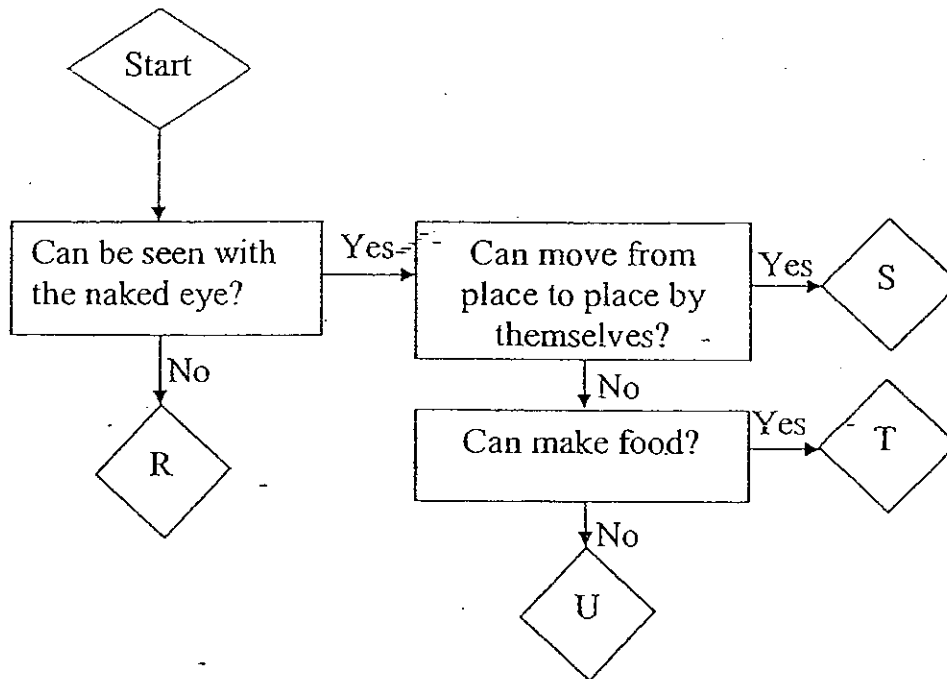 Start
Can be seen with
the naked eye?
Yes
Can move from
place to place by
themselves?
Yes
S
No
R
No
Can make food?
Yes
T
No
U